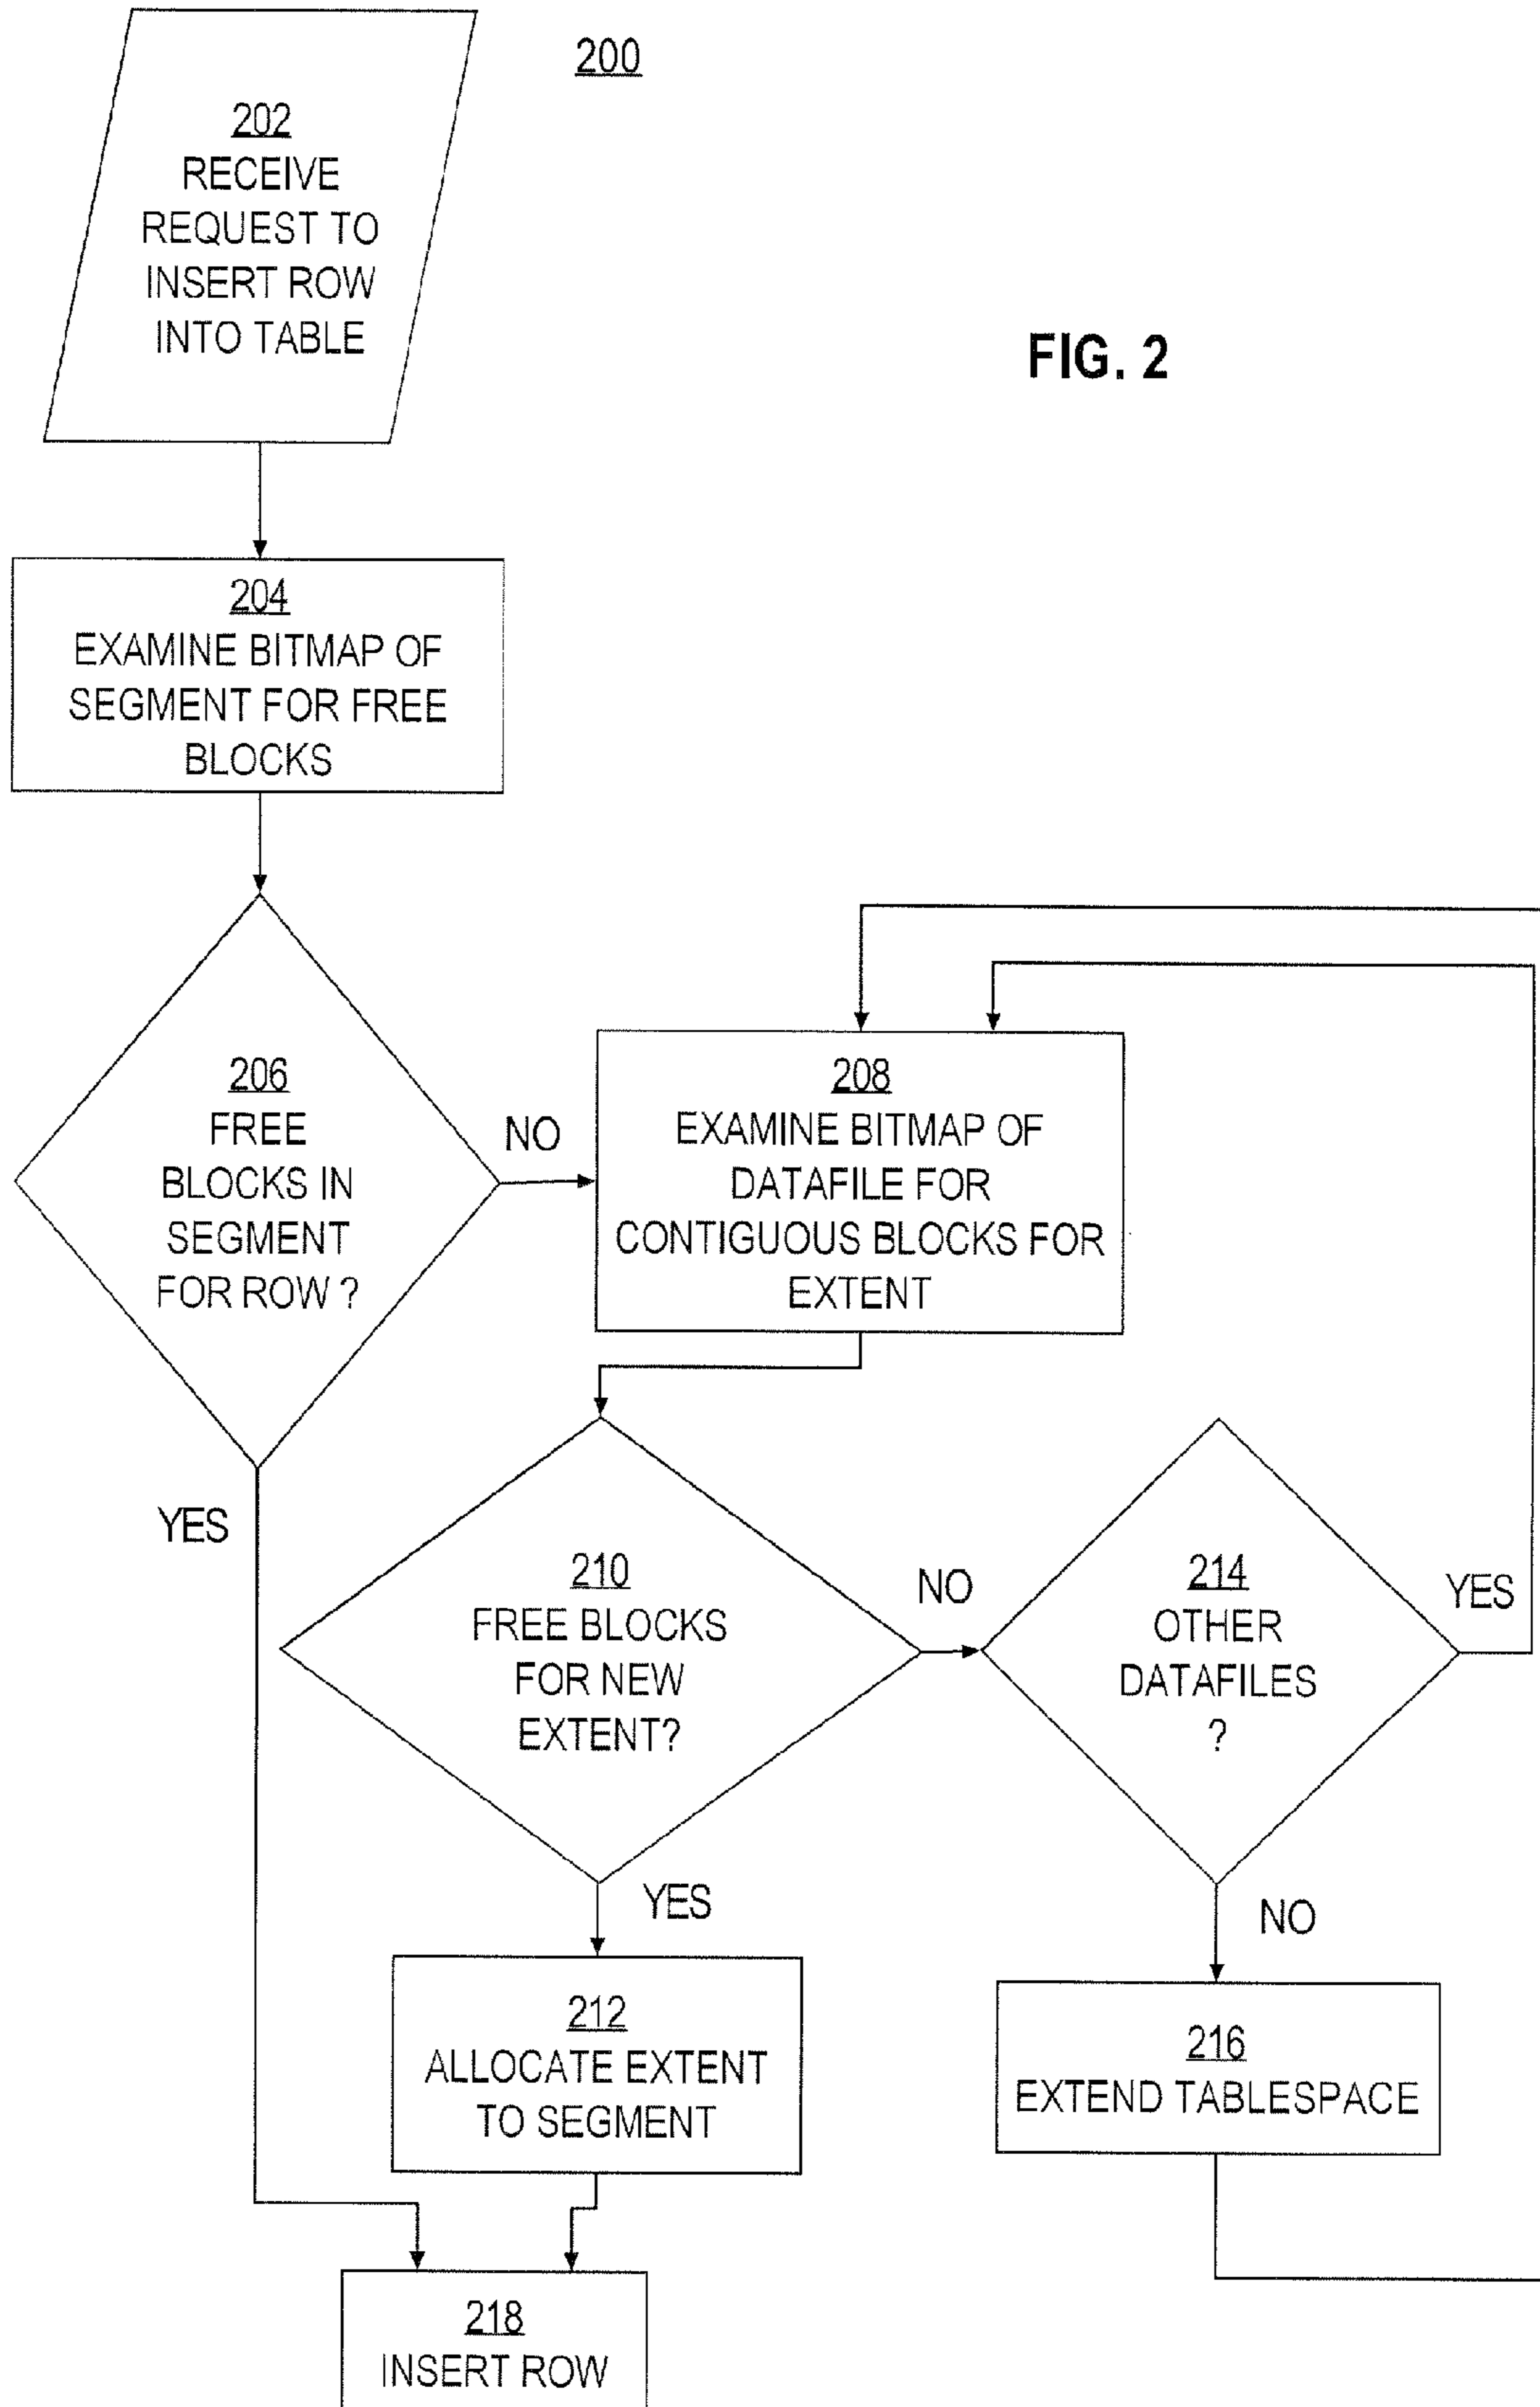 200
202
RECEIVE
REQUEST TO
INSERT ROW
INTO TABLE
FIG. 2
204
EXAMINE BITMAP OF
SEGMENT FOR FREE
BLOCKS
206
FREE
BLOCKS IN
SEGMENT
FOR ROW ?
NO
YES
208
EXAMINE BITMAP OF
DATAFILE FOR
CONTIGUOUS BLOCKS FOR
EXTENT
210
FREE BLOCKS
FOR NEW
EXTENT?
NO
YES
214
OTHER
DATAFILES
?
YES
NO
212
ALLOCATE EXTENT
TO SEGMENT
216
EXTEND TABLESPACE
218
INSERT ROW